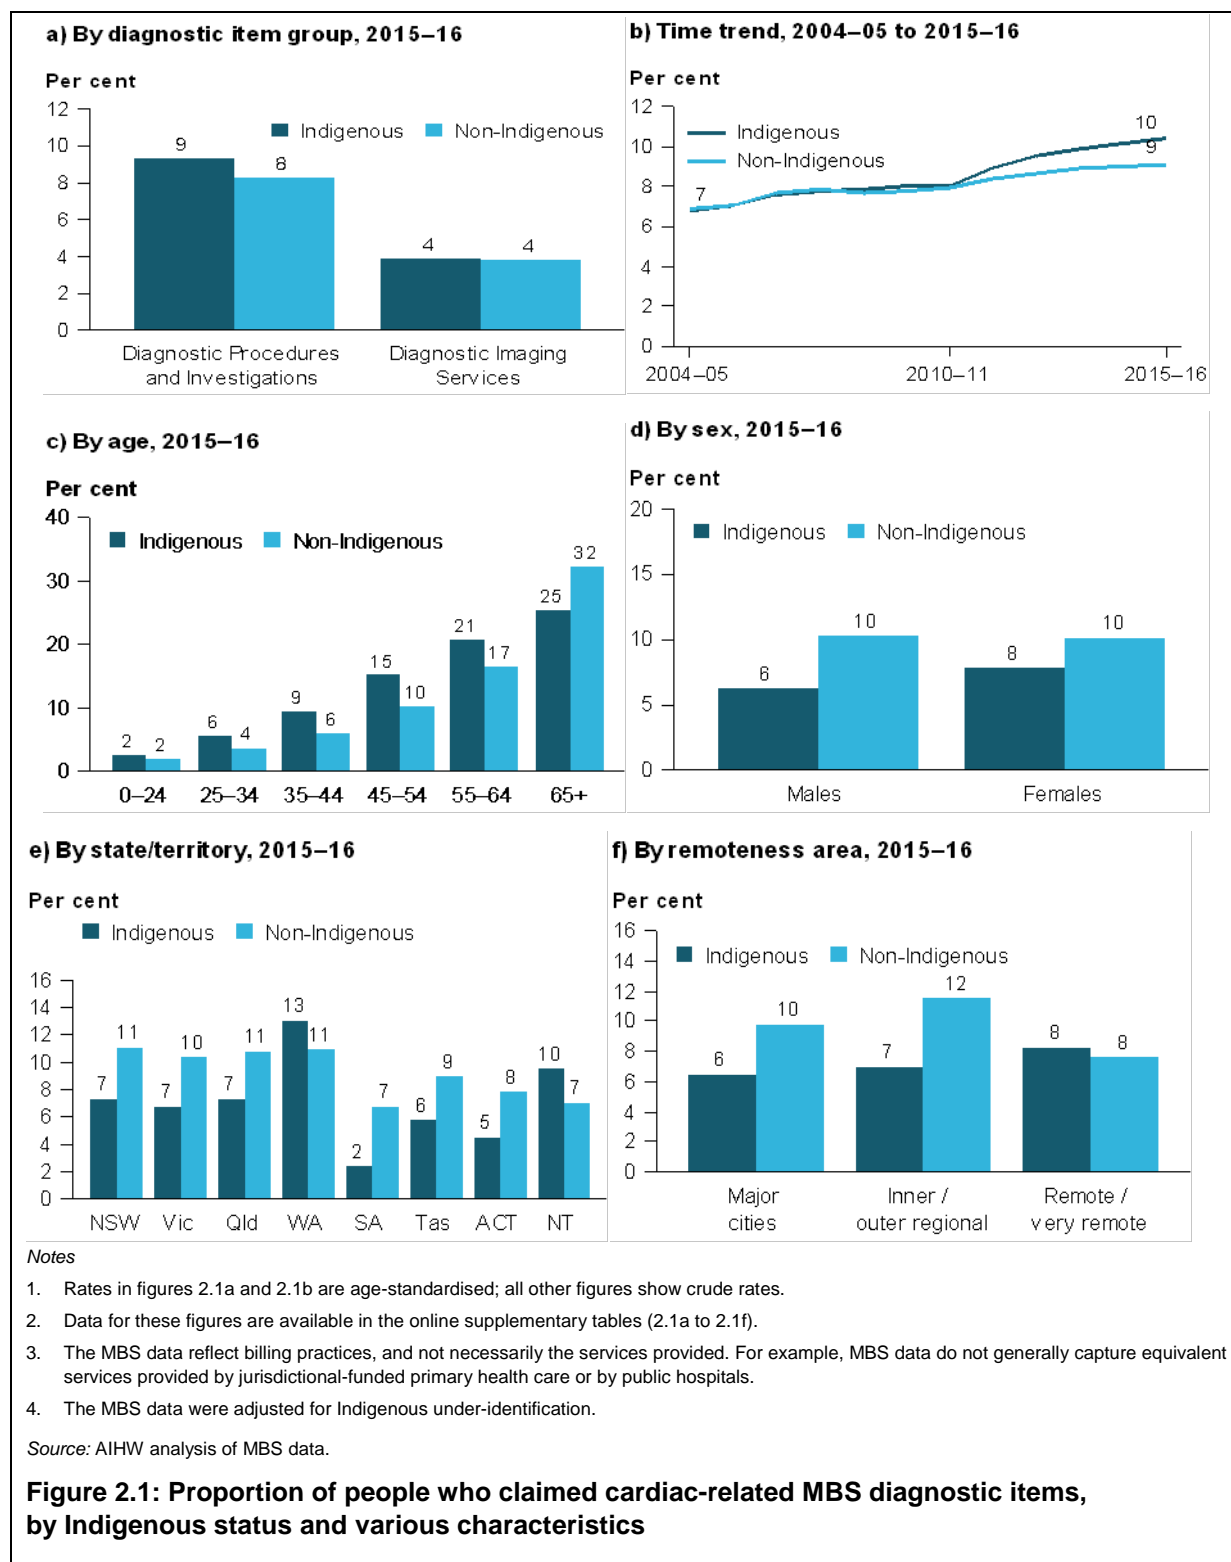 a) By diagnostic item group, 2015–16
Per cent
12
10
8
6
4
2
0
Indigenous
Non-Indigenous
9
8
4
4
Diagnostic Procedures
and Investigations
Diagnostic Imaging
Services
b) Time trend, 2004–05 to 2015–16
Per cent
12
10
8
6
4
2
0
Indigenous
Non-Indigenous
7
10
9
2004–05
2010–11
2015–16
c) By age, 2015–16
Per cent
40
30
20
10
0
Indigenous
Non-Indigenous
2
2
6
4
9
6
15
10
21
17
25
32
0–24
25–34
35–44
45–54
55–64
65+
d) By sex, 2015–16
Per cent
20
15
10
5
0
Indigenous
Non-Indigenous
6
10
8
10
Males
Females
e) By state/territory, 2015–16
Per cent
Indigenous
Non-Indigenous
16
14
12
10
8
6
4
2
0
7
11
7
10
7
11
13
11
2
7
6
9
5
8
10
7
NSW
Vic
Qld
WA
SA
Tas
ACT
NT
f) By remoteness area, 2015–16
Per cent
16
14
12
10
8
6
4
2
0
Indigenous
Non-Indigenous
6
10
7
12
8
8
Major
cities
Inner /
outer regional
Remote /
very remote
Notes
1. Rates in figures 2.1a and 2.1b are age-standardised; all other figures show crude rates.
2. Data for these figures are available in the online supplementary tables (2.1a to 2.1f).
3. The MBS data reflect billing practices, and not necessarily the services provided. For example, MBS data do not generally capture equivalent
services provided by jurisdictional-funded primary health care or by public hospitals.
4. The MBS data were adjusted for Indigenous under-identification.
Source: AIHW analysis of MBS data.
Figure 2.1: Proportion of people who claimed cardiac-related MBS diagnostic items,
by Indigenous status and various characteristics